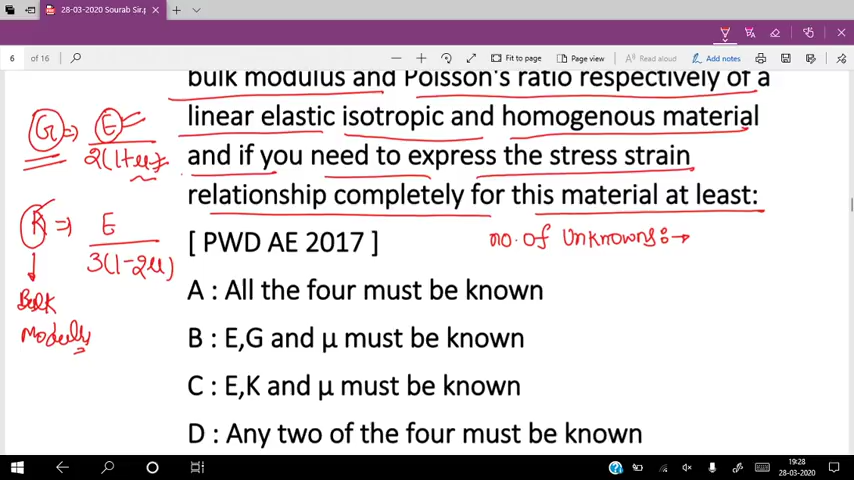 28-03-2020 Sourab Sir.p
6 of 16
Fit to page
Page view
Read aloud
Add notes
bulk modulus and Poisson's ratio respectively of a
linear elastic isotropic and homogenous material
and if you need to express the stress strain
relationship completely for this material at least:
[ PWD AE 2017 ]
A : All the four must be known
B : E,G and μ must be known
C : E,K and μ must be known
D : Any two of the four must be known
G ⇒ E
2(1+μ)
K ⇒ E
3(1-2μ)
Bulk
no. of Unknowns:→
19:28
28-03-2020